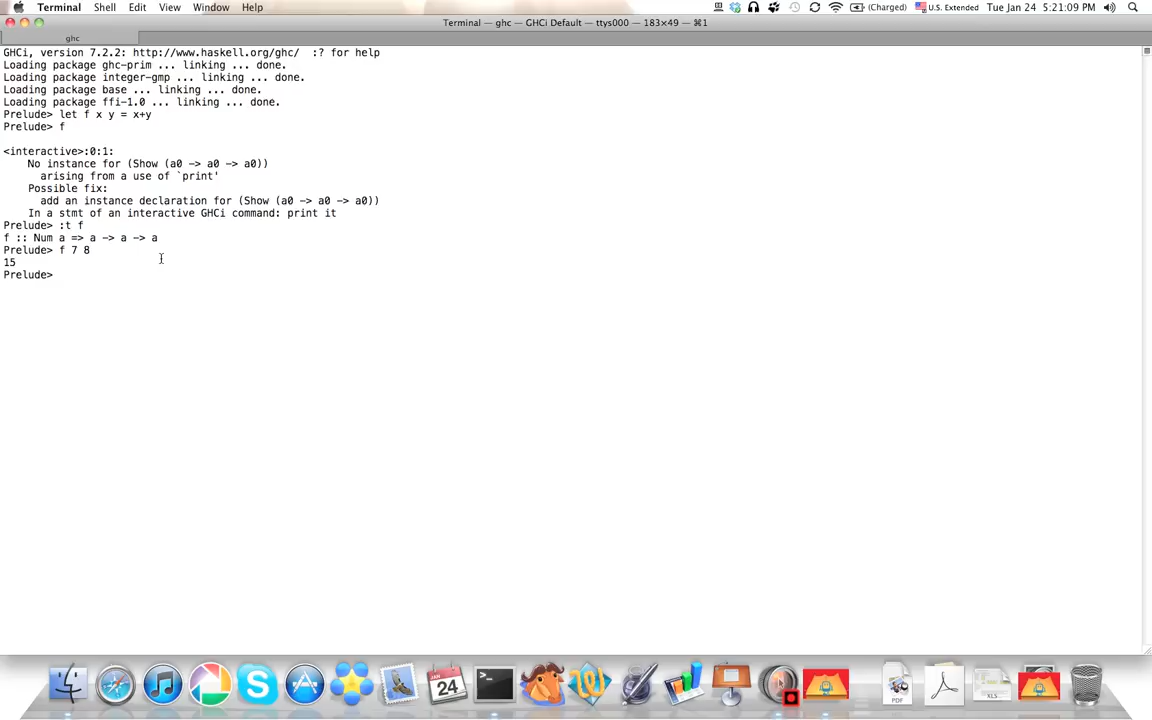 Terminal Shell Edit View Window Help (Charged) U.S. Extended Tue Jan 24 5:21:09 PM
Terminal — ghc — GHCi Default — ttys000 — 183×49 — ⌘1
ghc
GHCi, version 7.2.2: http://www.haskell.org/ghc/  :? for help
Loading package ghc-prim ... linking ... done.
Loading package integer-gmp ... linking ... done.
Loading package base ... linking ... done.
Loading package ffi-1.0 ... linking ... done.
Prelude> let f x y = x+y
Prelude> f
<interactive>:0:1:
    No instance for (Show (a0 -> a0 -> a0))
      arising from a use of `print'
    Possible fix:
      add an instance declaration for (Show (a0 -> a0 -> a0))
    In a stmt of an interactive GHCi command: print it
Prelude> :t f
f :: Num a => a -> a -> a
Prelude> f 7 8
15
Prelude>
JAN
24
>_
PDF
XLS